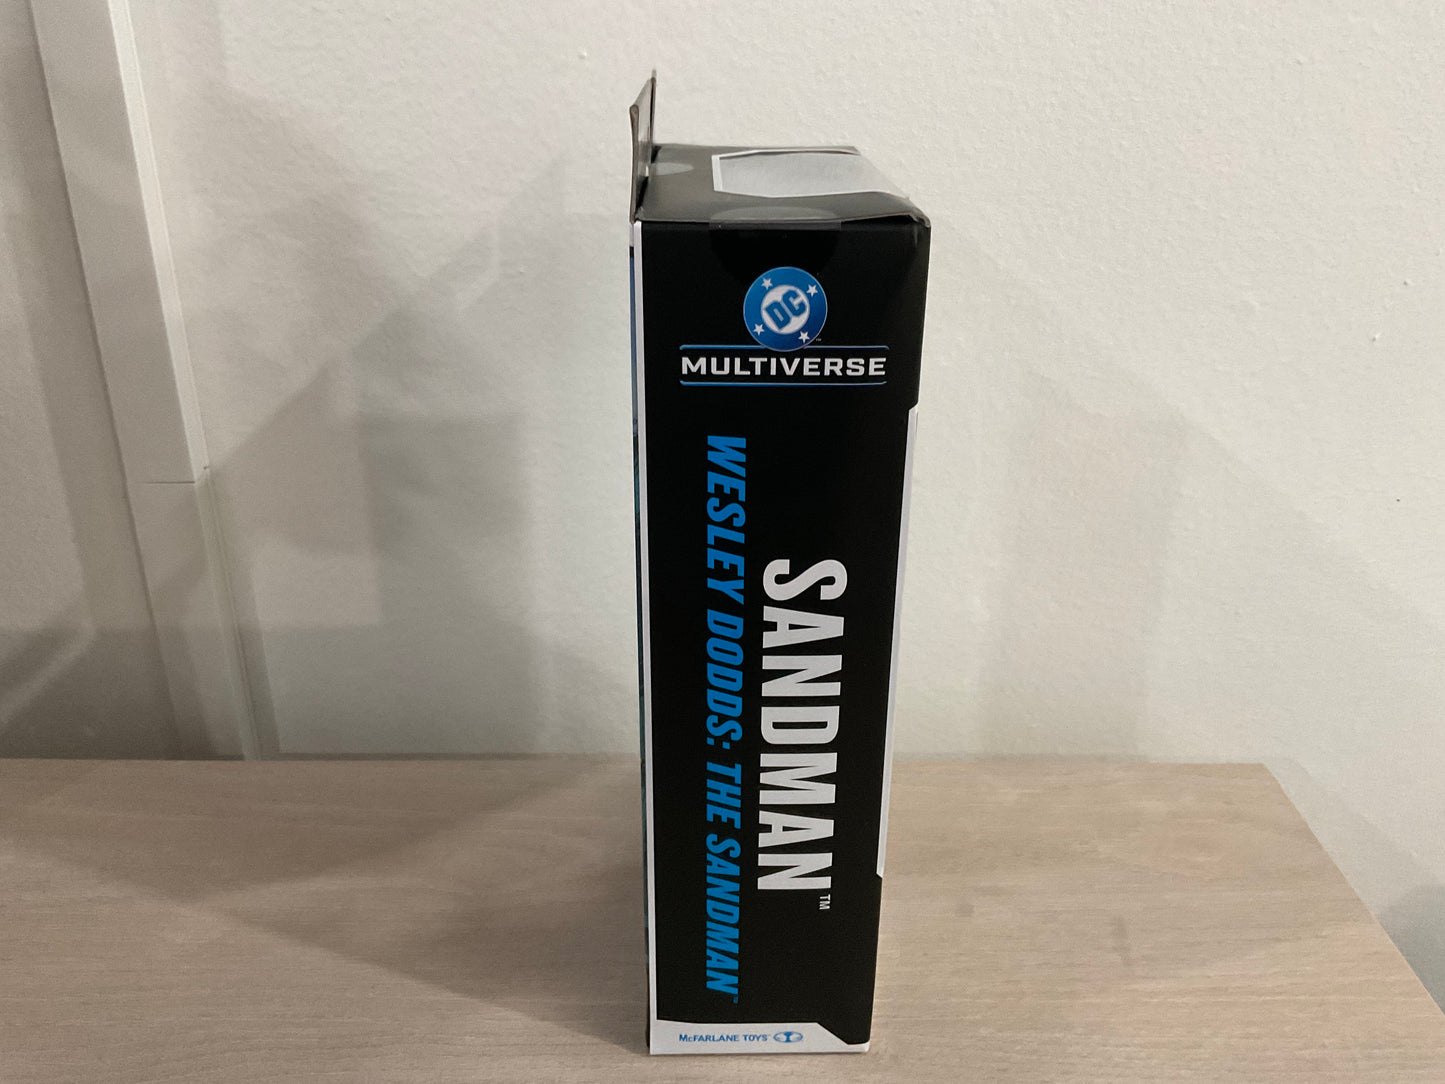 DC
MULTIVERSE
SANDMAN™
WESLEY DODDS: THE SANDMAN™
McFARLANE TOYS